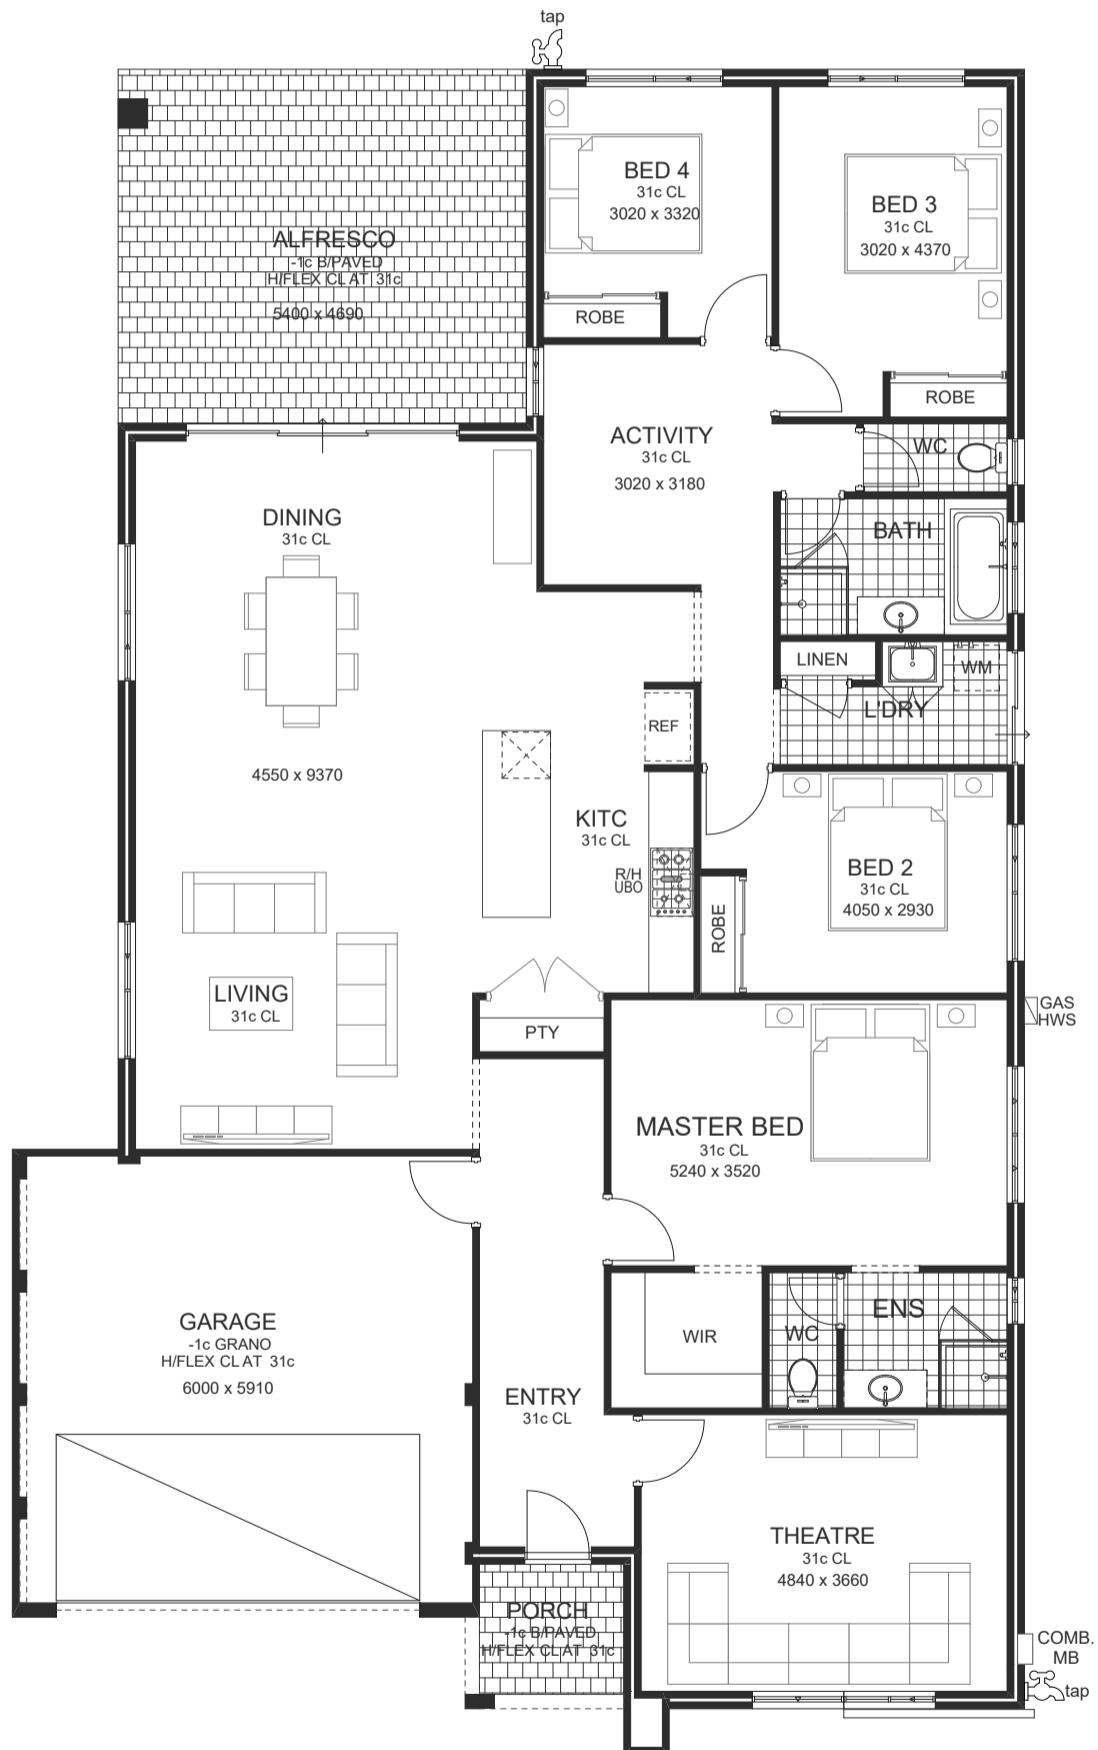 tap
BED 4
31c CL
3020 x 3320
BED 3
31c CL
3020 x 4370
ALFRESCO
-1c B/PAVED
H/FLEX CL AT 31c
5400 x 4690
ROBE
ROBE
ACTIVITY
31c CL
3020 x 3180
WC
DINING
31c CL
BATH
LINEN
WM
L'DRY
REF
4550 x 9370
KITC
31c CL
R/H
UBO
BED 2
31c CL
4050 x 2930
ROBE
LIVING
31c CL
PTY
GAS
HWS
MASTER BED
31c CL
5240 x 3520
GARAGE
-1c GRANO
H/FLEX CL AT 31c
6000 x 5910
WIR
WC
ENS
ENTRY
31c CL
THEATRE
31c CL
4840 x 3660
PORCH
-1c B/PAVED
H/FLEX CL AT 31c
COMB.
MB
tap